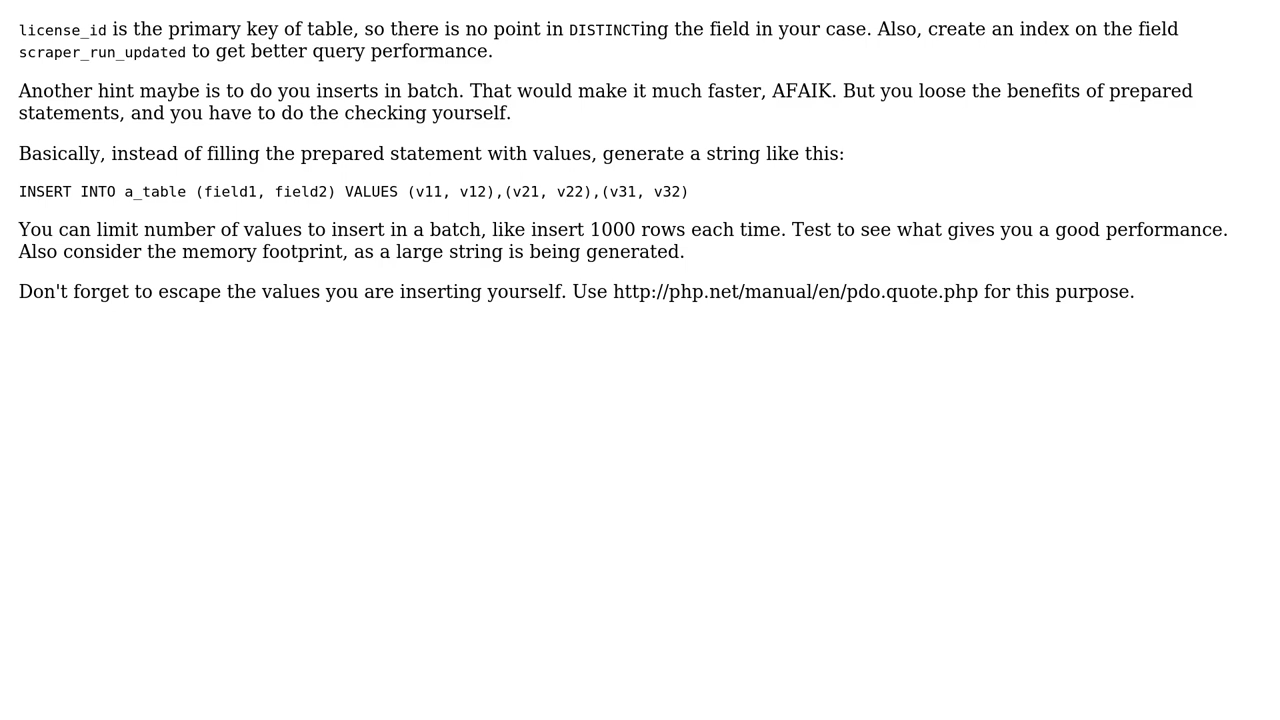 license_id is the primary key of table, so there is no point in DISTINCTing the field in your case. Also, create an index on the field
scraper_run_updated to get better query performance.
Another hint maybe is to do you inserts in batch. That would make it much faster, AFAIK. But you loose the benefits of prepared
statements, and you have to do the checking yourself.
Basically, instead of filling the prepared statement with values, generate a string like this:
INSERT INTO a_table (field1, field2) VALUES (v11, v12),(v21, v22),(v31, v32)
You can limit number of values to insert in a batch, like insert 1000 rows each time. Test to see what gives you a good performance.
Also consider the memory footprint, as a large string is being generated.
Don't forget to escape the values you are inserting yourself. Use http://php.net/manual/en/pdo.quote.php for this purpose.